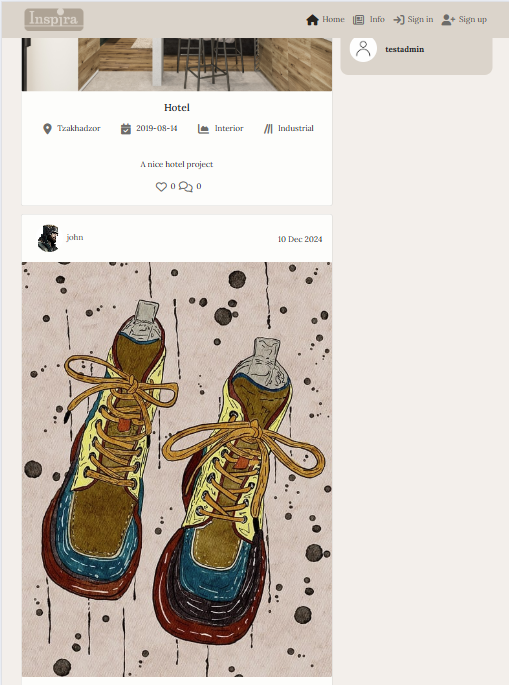 Inspira
Home Info Sign in Sign up
testadmin
Hotel
Tzakhadzor 2019-08-14 Interior Industrial
A nice hotel project
0 0
john
10 Dec 2024